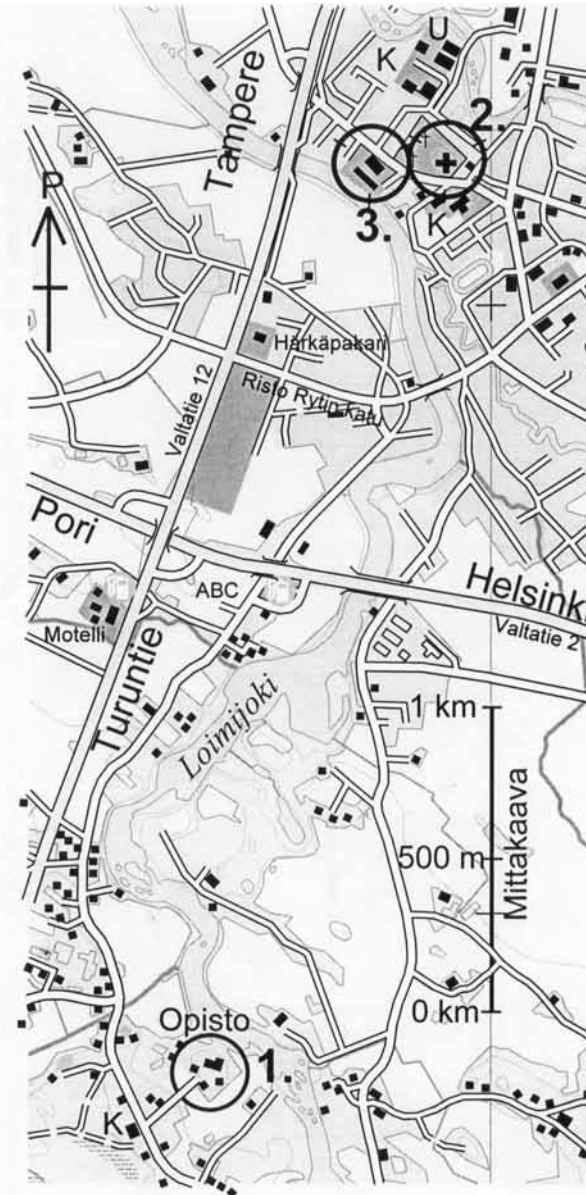 U
K
Tampere
2.
P
3.
K
Härkäpakari
Risto Rytin katu
Valtatie 12
Pori
ABC
Helsinki
Valtatie 2
Motelli
Turuntie
Loimijoki
1 km
500 m
Mittakaava
0 km
Opisto
1.
K